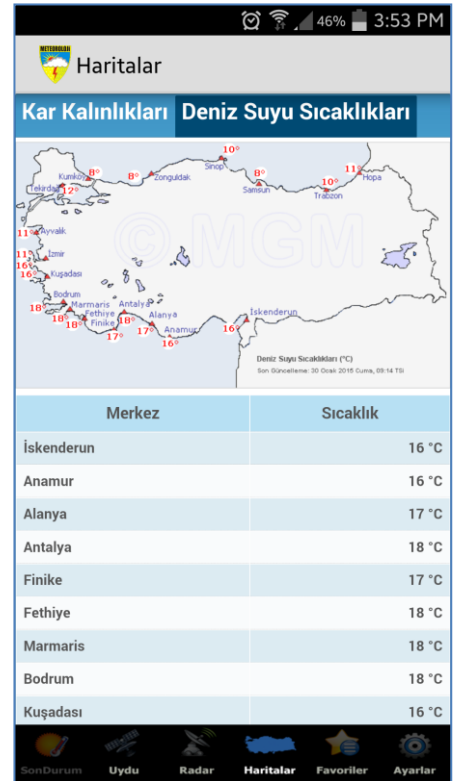 46% 3:53 PM
METEOROLOJİ
Haritalar
Kar Kalınlıkları Deniz Suyu Sıcaklıkları
10°
Sinop
Kumköy 8°
8° Zonguldak
8°
Samsun
10°
Trabzon
11°
Hopa
Tekirdağ 12°
11° Ayvalık
© MGM
11° İzmir
16°
16° Kuşadası
Bodrum
18
Marmaris
18°
18°
Fethiye
Finike
17°
Antalya
18°
Alanya
17°
Anamur
16°
İskenderun
16°
Deniz Suyu Sıcaklıkları (°C)
Son Güncelleme: 30 Ocak 2015 Cuma, 09:14 TSİ
Merkez Sıcaklık
İskenderun 16 °C
Anamur 16 °C
Alanya 17 °C
Antalya 18 °C
Finike 17 °C
Fethiye 18 °C
Marmaris 18 °C
Bodrum 18 °C
Kuşadası 16 °C
SonDurum Uydu Radar Haritalar Favoriler Ayarlar